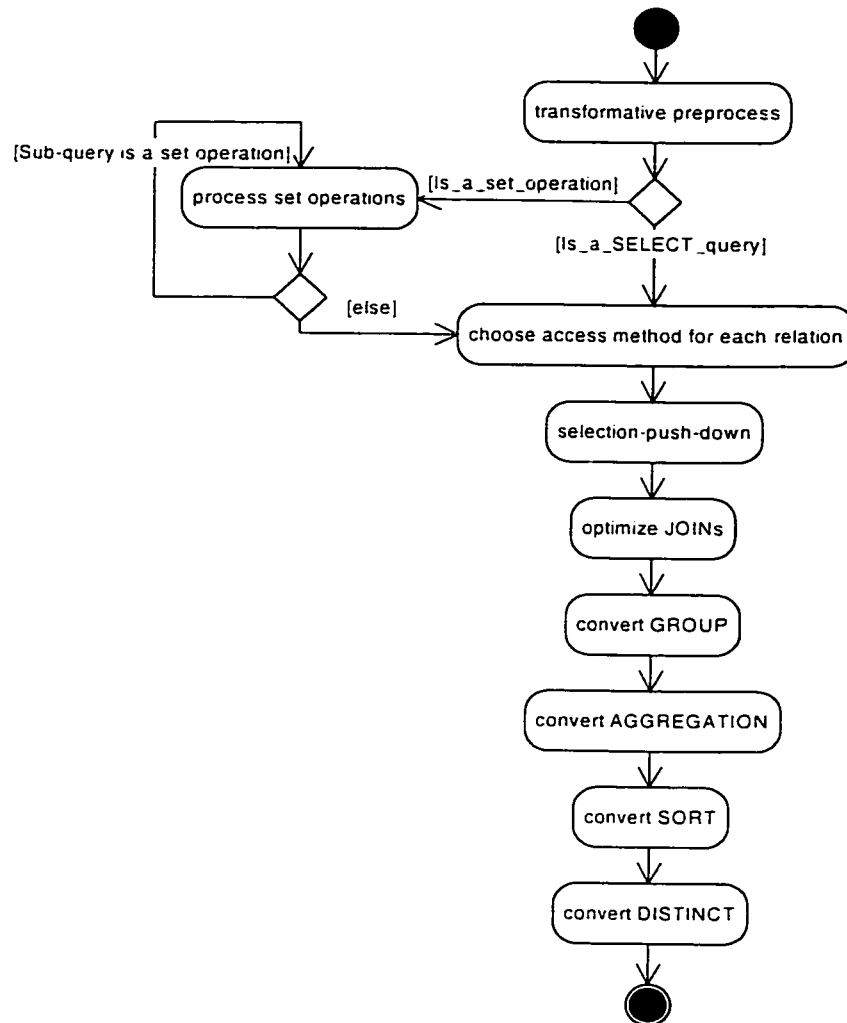 transformative preprocess
[Sub-query is a set operation]
[Is_a_set_operation]
process set operations
[Is_a_SELECT_query]
[else]
choose access method for each relation
selection-push-down
optimize JOINs
convert GROUP
convert AGGREGATION
convert SORT
convert DISTINCT